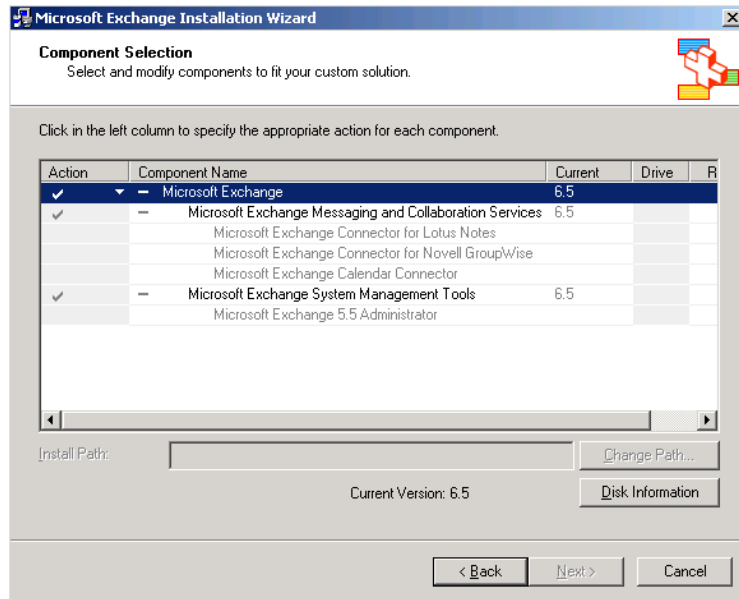 Microsoft Exchange Installation Wizard
Component Selection
Select and modify components to fit your custom solution.
Click in the left column to specify the appropriate action for each component.
Action Component Name Current Drive R
Microsoft Exchange 6.5
Microsoft Exchange Messaging and Collaboration Services 6.5
Microsoft Exchange Connector for Lotus Notes
Microsoft Exchange Connector for Novell GroupWise
Microsoft Exchange Calendar Connector
Microsoft Exchange System Management Tools 6.5
Microsoft Exchange 5.5 Administrator
Install Path: Change Path...
Current Version: 6.5 Disk Information
< Back Next > Cancel